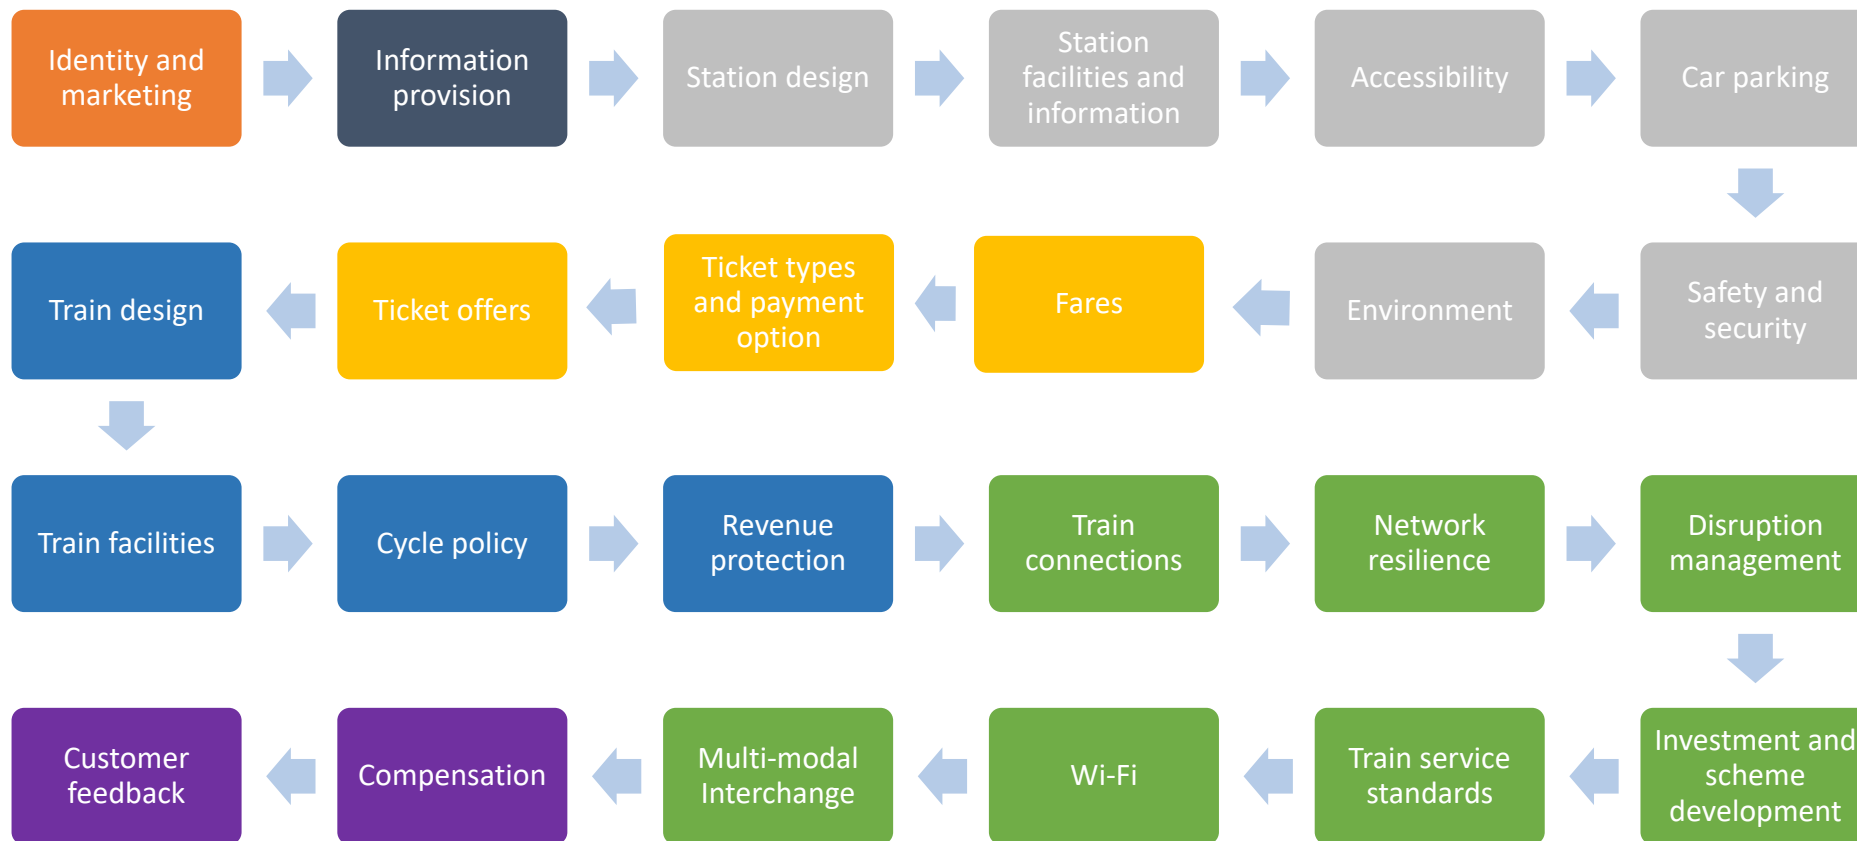 Identity and
marketing
Information
provision
Station design
Station
facilities and
information
Accessibility
Car parking
Safety and
security
Environment
Fares
Ticket types
and payment
option
Ticket offers
Train design
Train facilities
Cycle policy
Revenue
protection
Train
connections
Network
resilience
Disruption
management
Investment and
scheme
development
Train service
standards
Wi-Fi
Multi-modal
Interchange
Compensation
Customer
feedback